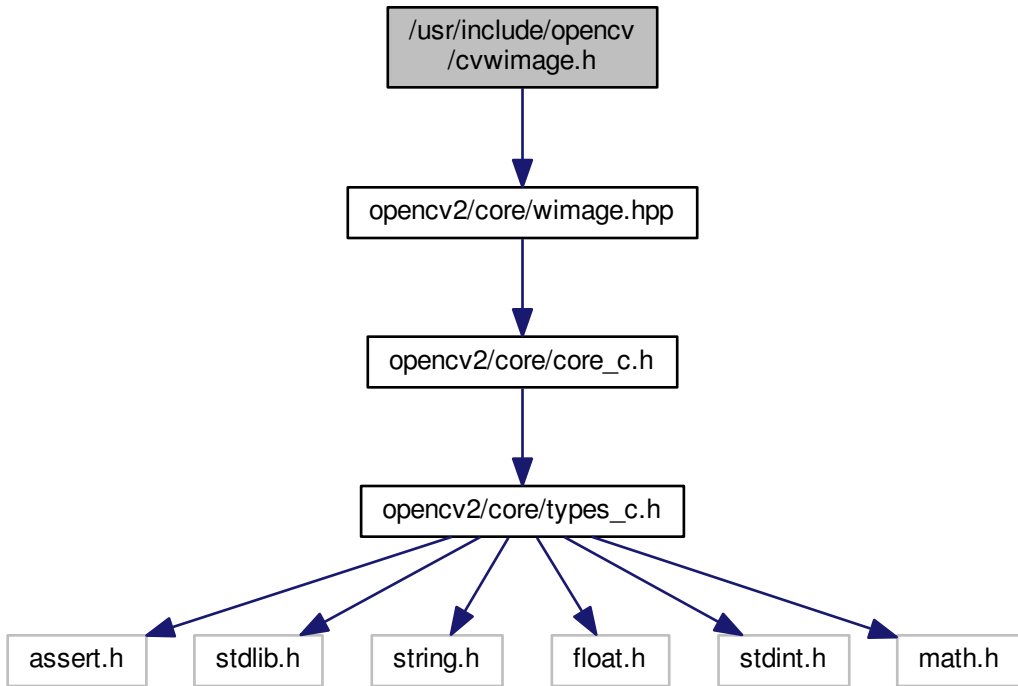 /usr/include/opencv
/cvwimage.h
opencv2/core/wimage.hpp
opencv2/core/core_c.h
opencv2/core/types_c.h
assert.h
stdlib.h
string.h
float.h
stdint.h
math.h